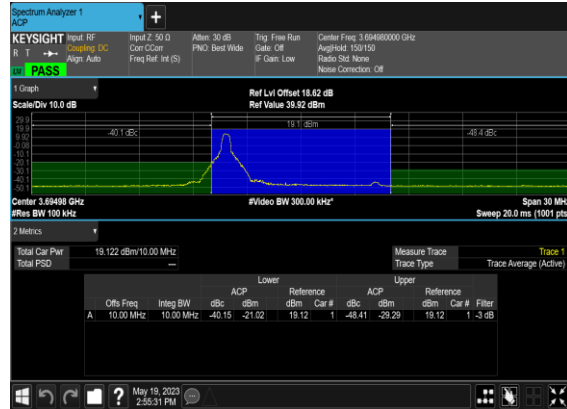 Spectrum Analyzer 1
ACP
+
KEYSIGHT Input: RF Input Z: 50 Ω Atten: 30 dB Trig: Free Run Center Freq: 3.694980000 GHz
R T Coupling: DC Corr CCorr PNO: Best Wide Gate: Off Avg|Hold: 150/150
Align: Auto Freq Ref: Int (S) IF Gain: Low Radio Std: None
LXI PASS Noise Correction: Off
1 Graph
Ref Lvl Offset 18.62 dB
Scale/Div 10.0 dB Ref Value 39.92 dBm
29.9
19.9 19.1 dBm
9.92 -40.1 dBc -48.4 dBc
-0.08
-10.1
-20.1
-30.1
-40.1
-50.1
Center 3.69498 GHz #Video BW 300.00 kHz* Span 30 MHz
#Res BW 100 kHz Sweep 20.0 ms (1001 pts
2 Metrics
Total Car Pwr 19.122 dBm/10.00 MHz Measure Trace Trace 1
Total PSD --- Trace Type Trace Average (Active)
Lower Upper
ACP Reference ACP Reference
Offs Freq Integ BW dBc dBm dBm Car # dBc dBm dBm Car # Filter
A 10.00 MHz 10.00 MHz -40.15 -21.02 19.12 1 -48.41 -29.29 19.12 1 -3 dB
? May 19, 2023
2:55:31 PM